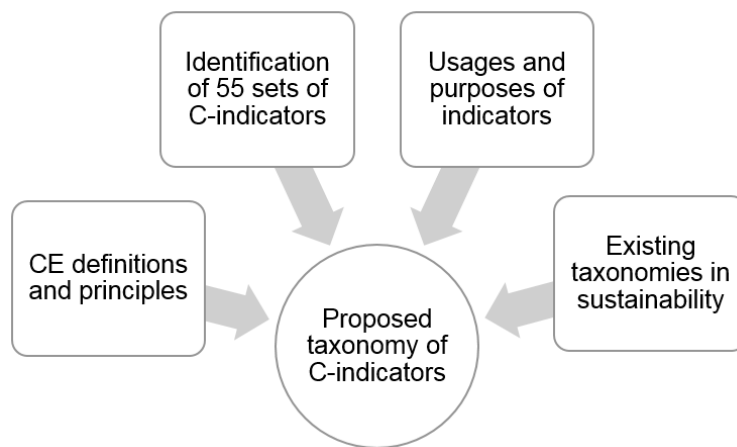 Identification
of 55 sets of
C-indicators
Usages and
purposes of
indicators
CE definitions
and principles
Existing
taxonomies in
sustainability
Proposed
taxonomy of
C-indicators